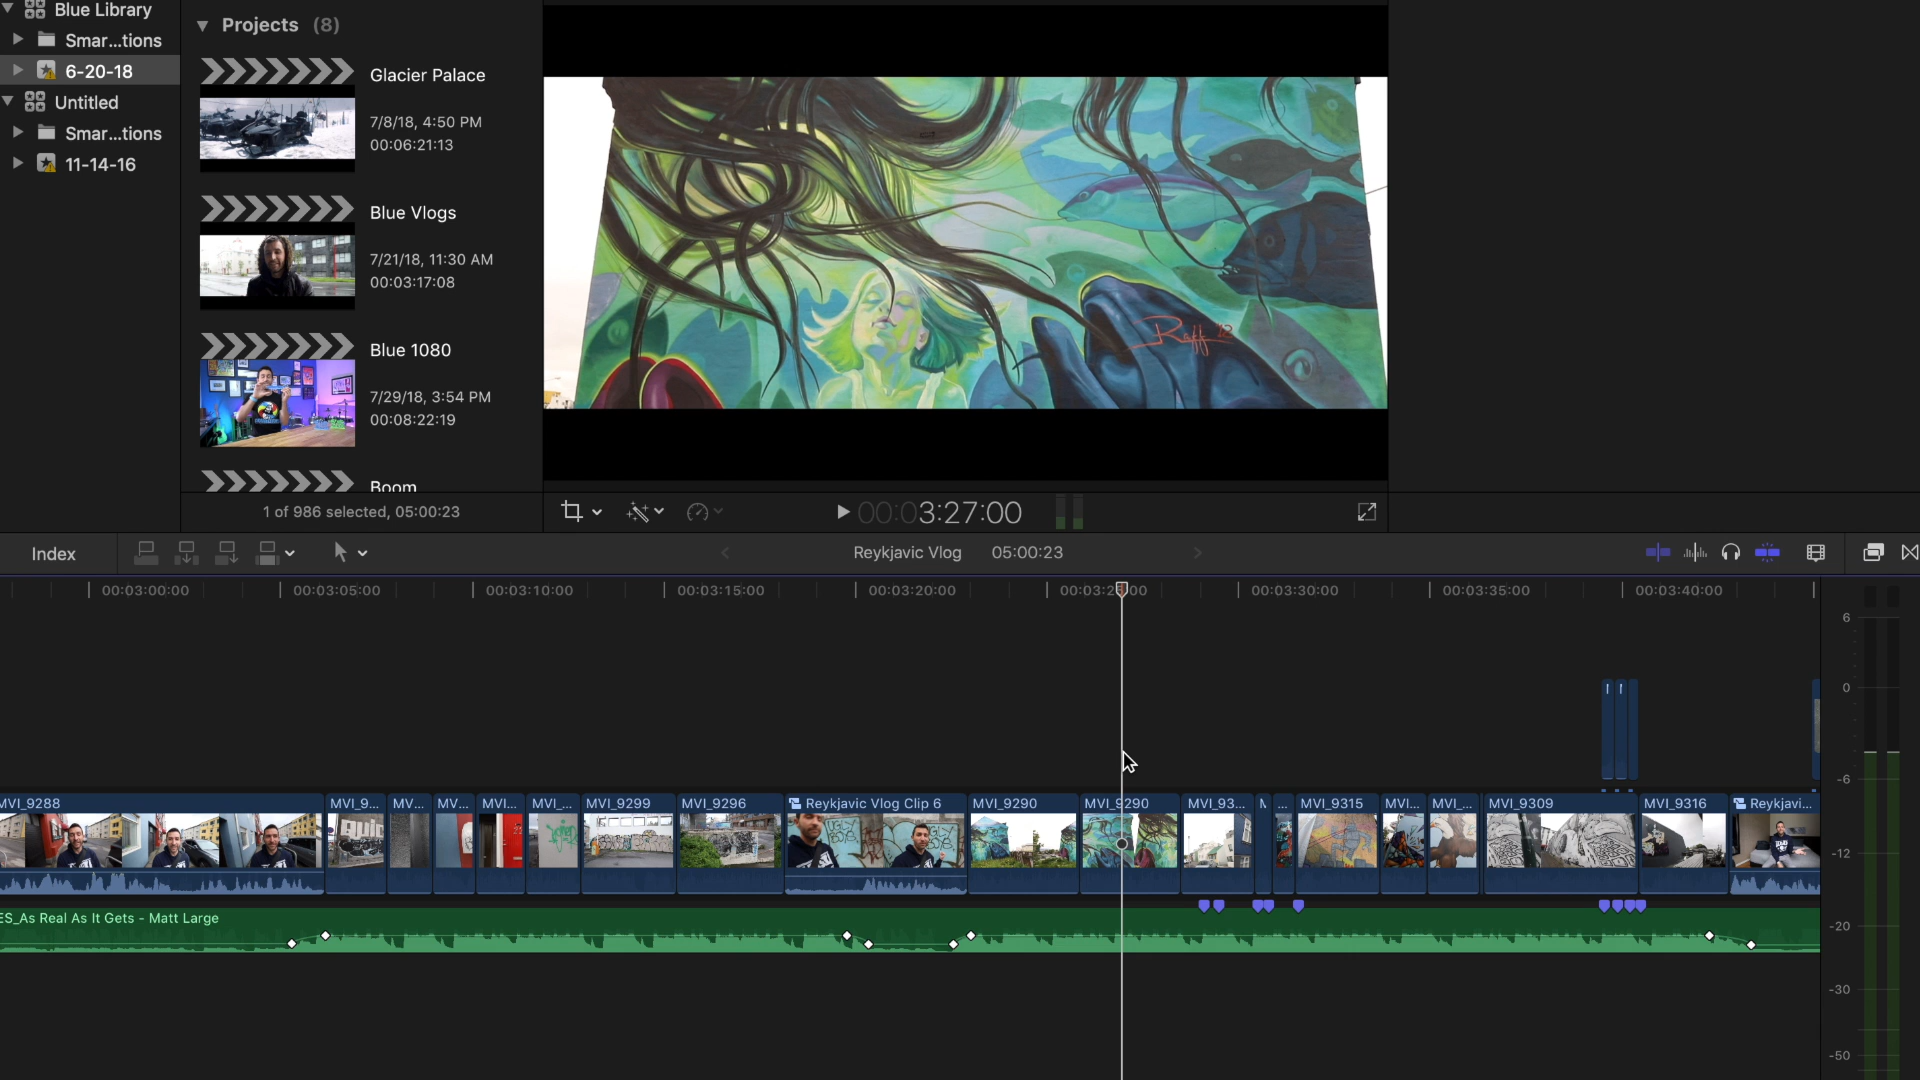 Blue Library
Smar...tions
6-20-18
Untitled
Smar...tions
11-14-16
Projects (8)
Glacier Palace
7/8/18, 4:50 PM
00:06:21:13
Blue Vlogs
7/21/18, 11:30 AM
00:03:17:08
Blue 1080
7/29/18, 3:54 PM
00:08:22:19
Boom
1 of 986 selected, 05:00:23
Raff 12
00:03:27:00
Index
Reykjavic Vlog 05:00:23
00:03:00:00 00:03:05:00 00:03:10:00 00:03:15:00 00:03:20:00 00:03:25:00 00:03:30:00 00:03:35:00 00:03:40:00
MVI_9288 MVI_9... MV... MV... MVI... MVI_... MVI_9299 MVI_9296 Reykjavic Vlog Clip 6 MVI_9290 MVI_9290 MVI_93... ... MVI_9315 MVI... MVI_... MVI_9309 MVI_9316 Reykjavi...
ES_As Real As It Gets - Matt Large
6
0
-6
-12
-20
-30
-50